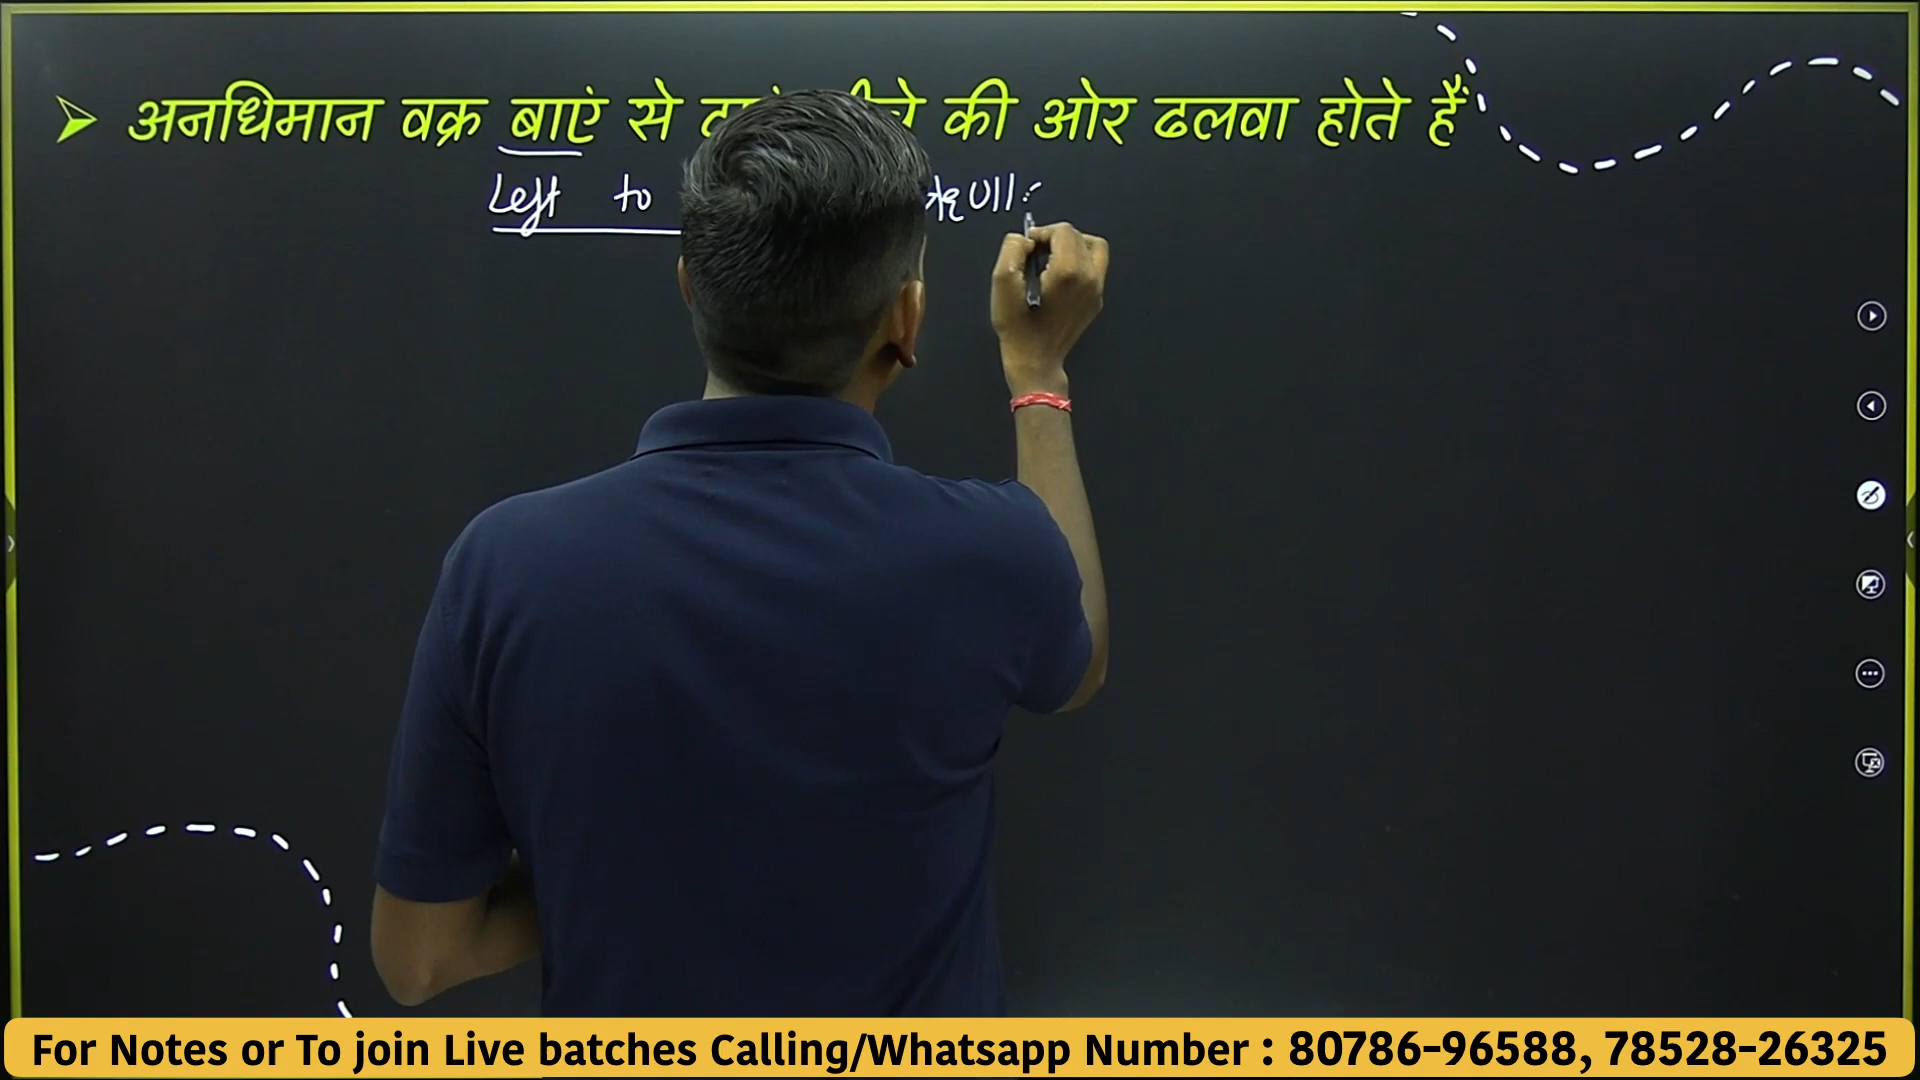 अनधिमान वक्र बाएं से की ओर ढलवा होते हैं
Left to
For Notes or To join Live batches Calling/Whatsapp Number : 80786-96588, 78528-26325